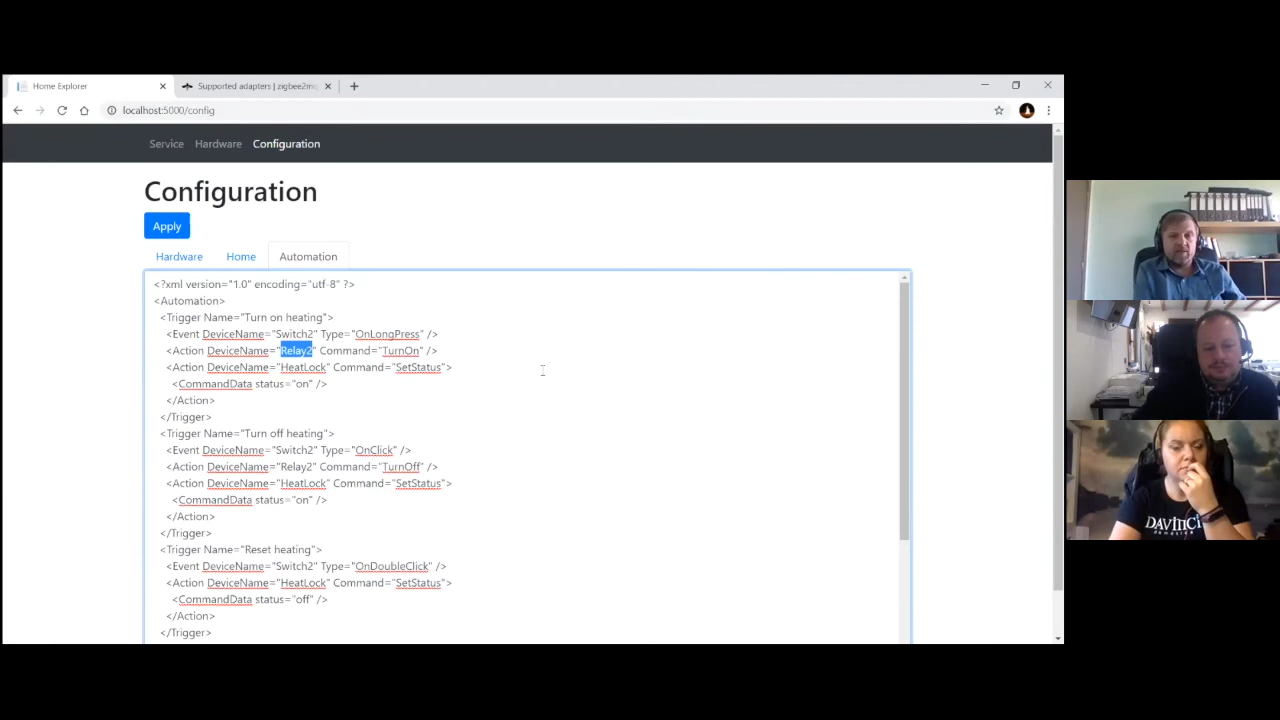 Home Explorer
Supported adapters | zigbee2mq
localhost:5000/config
Service Hardware Configuration
Configuration
Apply
Hardware Home Automation
<?xml version="1.0" encoding="utf-8" ?>
<Automation>
<Trigger Name="Turn on heating">
<Event DeviceName="Switch2" Type="OnLongPress" />
<Action DeviceName="Relay2" Command="TurnOn" />
<Action DeviceName="HeatLock" Command="SetStatus">
<CommandData status="on" />
</Action>
</Trigger>
<Trigger Name="Turn off heating">
<Event DeviceName="Switch2" Type="OnClick" />
<Action DeviceName="Relay2" Command="TurnOff" />
<Action DeviceName="HeatLock" Command="SetStatus">
<CommandData status="on" />
</Action>
</Trigger>
<Trigger Name="Reset heating">
<Event DeviceName="Switch2" Type="OnDoubleClick" />
<Action DeviceName="HeatLock" Command="SetStatus">
<CommandData status="off" />
</Action>
</Trigger>
DAVINCI